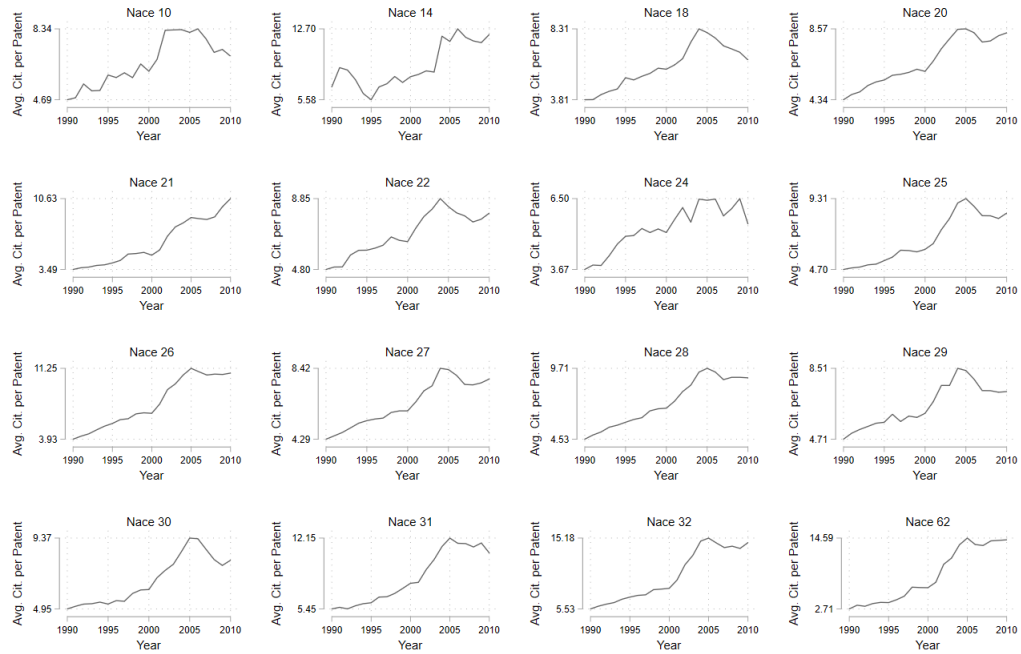 Nace 10
Avg. Cit. per Patent
8.34
4.69
1990 1995 2000 2005 2010
Year
Nace 14
Avg. Cit. per Patent
12.70
5.58
1990 1995 2000 2005 2010
Year
Nace 18
Avg. Cit. per Patent
8.31
3.81
1990 1995 2000 2005 2010
Year
Nace 20
Avg. Cit. per Patent
8.57
4.34
1990 1995 2000 2005 2010
Year
Nace 21
Avg. Cit. per Patent
10.63
3.49
1990 1995 2000 2005 2010
Year
Nace 22
Avg. Cit. per Patent
8.85
4.80
1990 1995 2000 2005 2010
Year
Nace 24
Avg. Cit. per Patent
6.50
3.67
1990 1995 2000 2005 2010
Year
Nace 25
Avg. Cit. per Patent
9.31
4.70
1990 1995 2000 2005 2010
Year
Nace 26
Avg. Cit. per Patent
11.25
3.93
1990 1995 2000 2005 2010
Year
Nace 27
Avg. Cit. per Patent
8.42
4.29
1990 1995 2000 2005 2010
Year
Nace 28
Avg. Cit. per Patent
9.71
4.53
1990 1995 2000 2005 2010
Year
Nace 29
Avg. Cit. per Patent
8.51
4.71
1990 1995 2000 2005 2010
Year
Nace 30
Avg. Cit. per Patent
9.37
4.95
1990 1995 2000 2005 2010
Year
Nace 31
Avg. Cit. per Patent
12.15
5.45
1990 1995 2000 2005 2010
Year
Nace 32
Avg. Cit. per Patent
15.18
5.53
1990 1995 2000 2005 2010
Year
Nace 62
Avg. Cit. per Patent
14.59
2.71
1990 1995 2000 2005 2010
Year